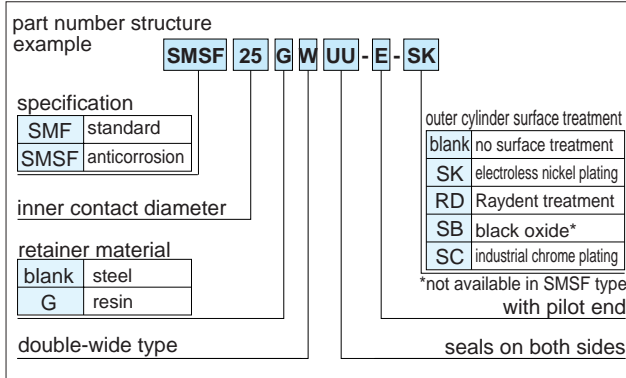 part number structure
example
SMSF 25 G W UU - E - SK
specification
SMF standard
SMSF anticorrosion
inner contact diameter
retainer material
blank steel
G resin
double-wide type
outer cylinder surface treatment
blank no surface treatment
SK electroless nickel plating
RD Raydent treatment
SB black oxide*
SC industrial chrome plating
*not available in SMSF type
with pilot end
seals on both sides